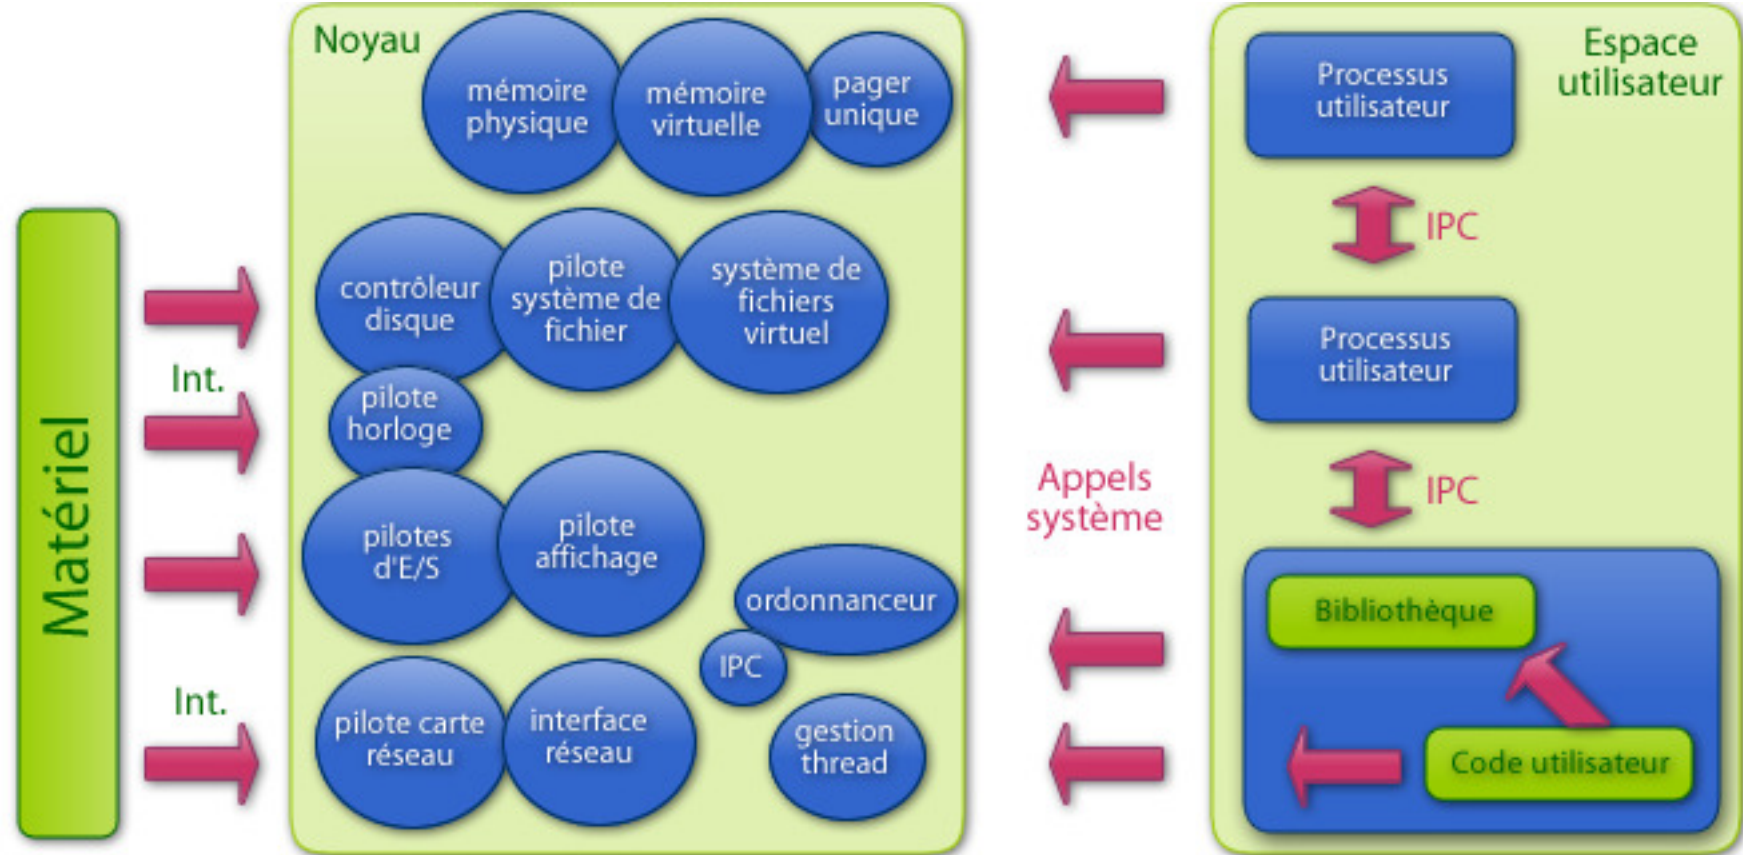 Matériel
Int.
Int.
Noyau
mémoire
physique
mémoire
virtuelle
pager
unique
contrôleur
disque
pilote
système de
fichier
système de
fichiers
virtuel
pilote
horloge
pilotes
d'E/S
pilote
affichage
ordonnanceur
IPC
pilote carte
réseau
interface
réseau
gestion
thread
Appels
système
Espace
utilisateur
Processus
utilisateur
IPC
Processus
utilisateur
IPC
Bibliothèque
Code utilisateur